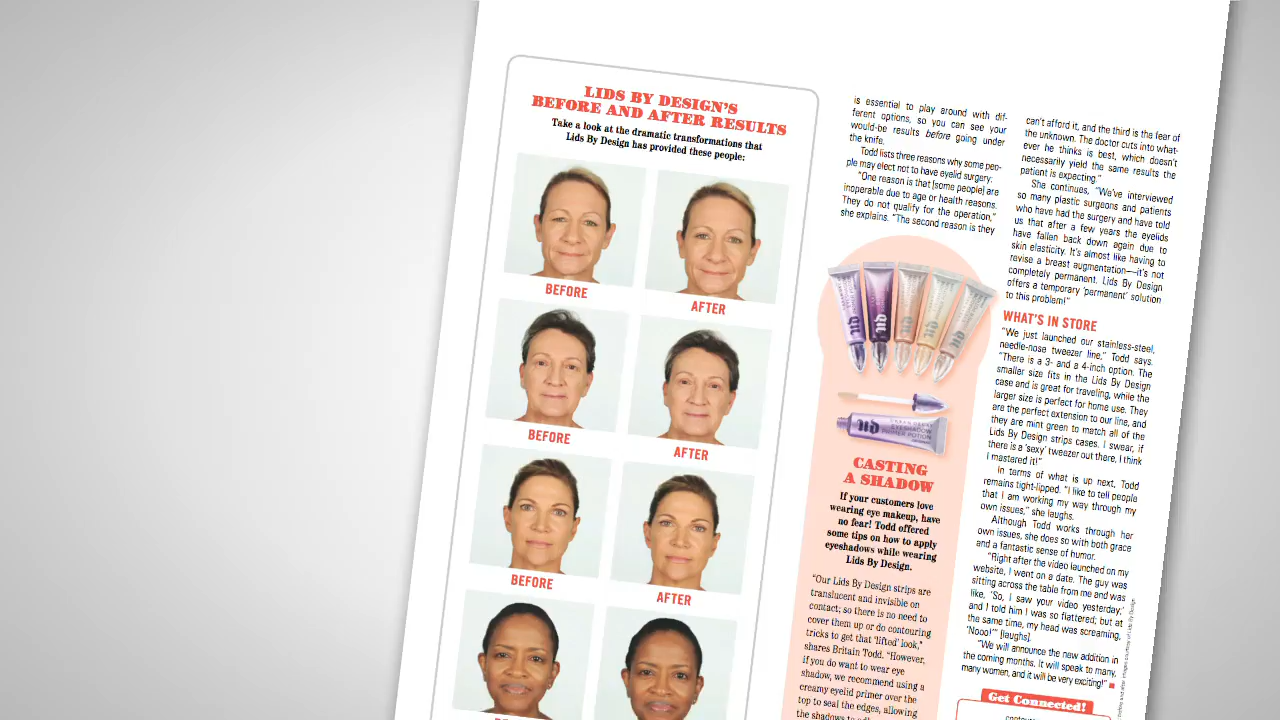 LIDS BY DESIGN'S
BEFORE AND AFTER RESULTS
Take a look at the dramatic transformations that
Lids By Design has provided these people:
BEFORE
AFTER
BEFORE
AFTER
BEFORE
AFTER
is essential to play around with dif-
ferent options, so you can see your
would-be results before going under
the knife.
Todd lists three reasons why some peo-
ple may elect not to have eyelid surgery:
"One reason is that [some people] are
inoperable due to age or health reasons.
They do not qualify for the operation,"
she explains. "The second reason is they
URBAN DECAY
EYESHADOW
PRIMER POTION
CASTING
A SHADOW
If your customers love
wearing eye makeup, have
no fear! Todd offered
some tips on how to apply
eyeshadows while wearing
Lids By Design.
"Our Lids By Design strips are
translucent and invisible on
contact; so there is no need to
cover them up or do contouring
tricks to get that 'lifted' look,"
shares Britain Todd. "However,
if you do want to wear eye
shadow, we recommend using a
creamy eyelid primer over the
top to seal the edges, allowing
the shadows to
can't afford it, and the third is the fear of
the unknown. The doctor cuts into what-
ever he thinks is best, which doesn't
necessarily yield the same results the
patient is expecting."
She continues, "We've interviewed
so many plastic surgeons and patients
who have had the surgery and have told
us that after a few years the eyelids
have fallen back down again due to
skin elasticity. It's almost like having to
revise a breast augmentation—it's not
completely permanent. Lids By Design
offers a temporary 'permanent' solution
to this problem!"
WHAT'S IN STORE
"We just launched our stainless-steel,
needle-nose tweezer line," Todd says.
"There is a 3- and a 4-inch option. The
smaller size fits in the Lids By Design
case and is great for traveling, while the
larger size is perfect for home use. They
are the perfect extension to our line, and
they are mint green to match all of the
Lids By Design strips cases. I swear, if
there is a 'sexy' tweezer out there, I think
I mastered it!"
In terms of what is up next, Todd
remains tight-lipped. "I like to tell people
that I am working my way through my
own issues," she laughs.
Although Todd works through her
own issues, she does so with both grace
and a fantastic sense of humor.
"Right after the video launched on my
website, I went on a date. The guy was
sitting across the table from me and was
like, 'So, I saw your video yesterday,'
and I told him I was so flattered; but at
the same time, my head was screaming,
'Nooo!'" [laughs].
"We will announce the new addition in
the coming months. It will speak to many,
many women, and it will be very exciting!"
Before and after images courtesy of Lids By Design
Get Connected!